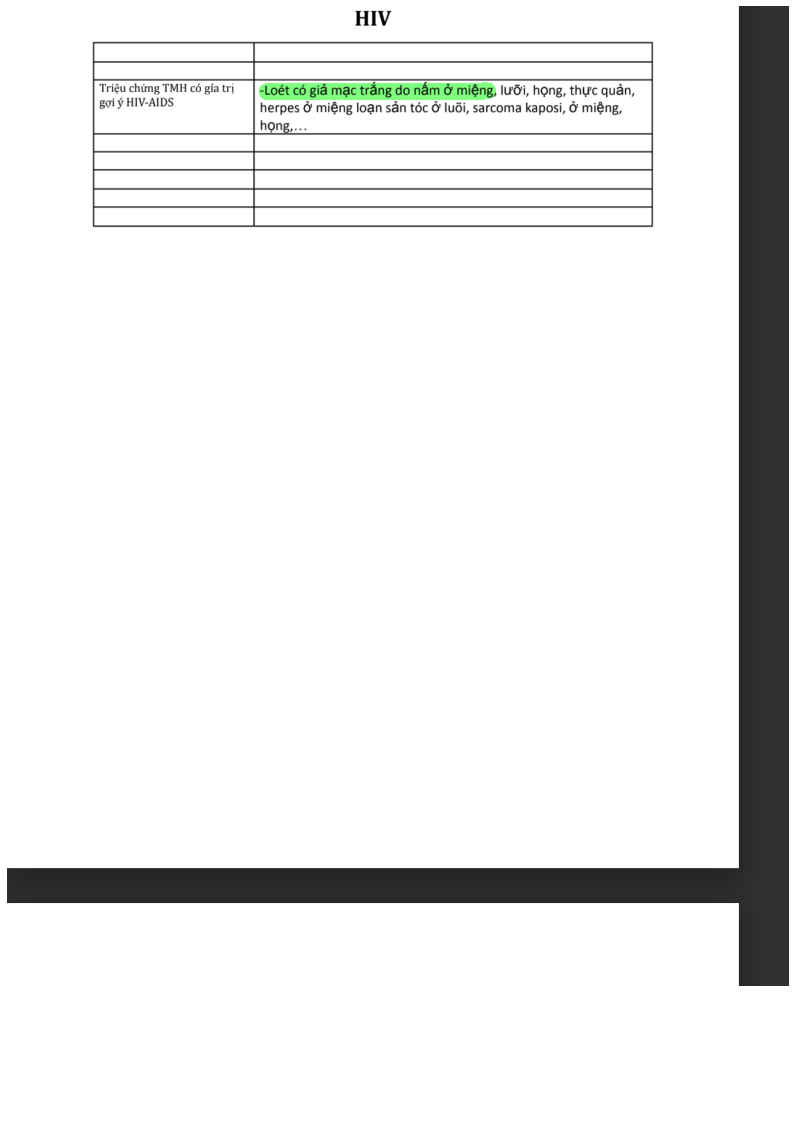 HIV
Triệu chứng TMH có gía trị
gợi ý HIV-AIDS
-Loét có giả mạc trắng do nấm ở miệng, lưỡi, họng, thực quản,
herpes ở miệng loạn sản tóc ở luõi, sarcoma kaposi, ở miệng,
họng,…